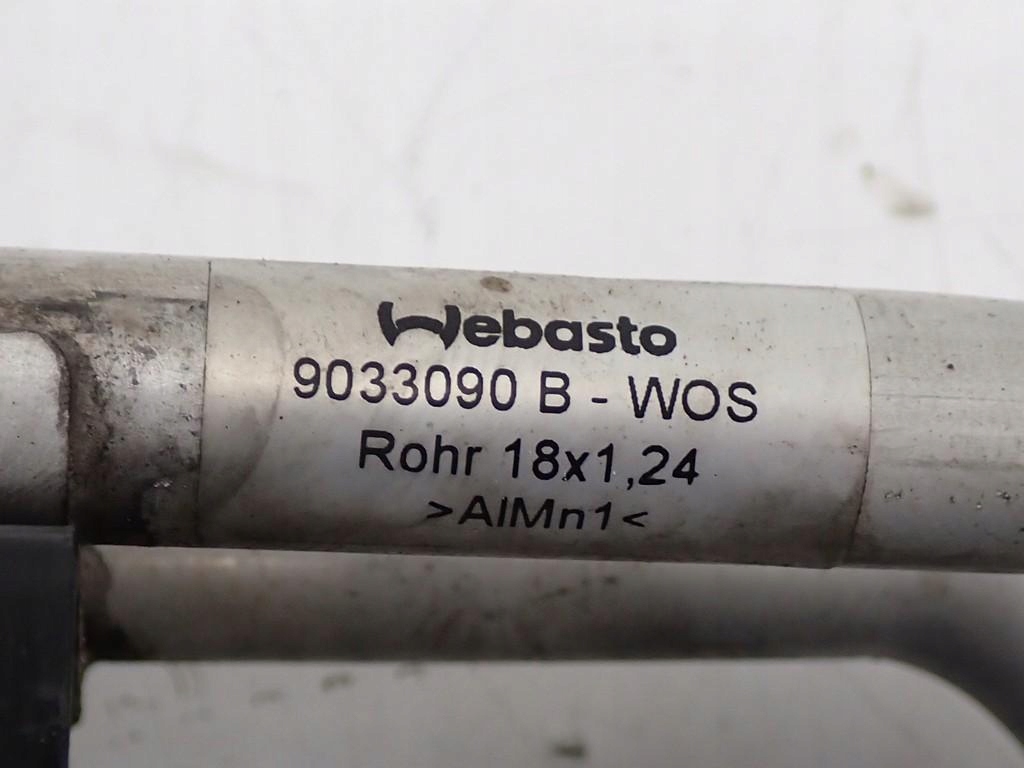 Webasto
9033090 B - WOS
Rohr 18x1,24
>AlMn1<